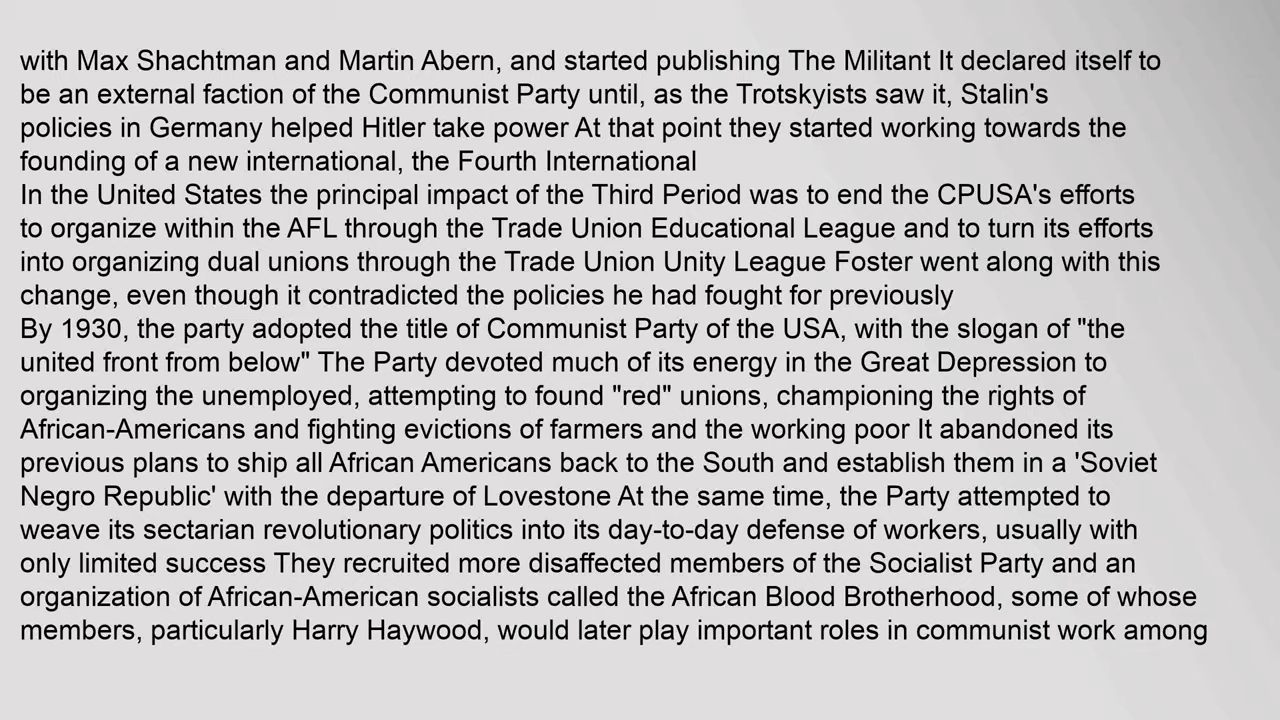 with Max Shachtman and Martin Abern, and started publishing The Militant It declared itself to
be an external faction of the Communist Party until, as the Trotskyists saw it, Stalin's
policies in Germany helped Hitler take power At that point they started working towards the
founding of a new international, the Fourth International
In the United States the principal impact of the Third Period was to end the CPUSA's efforts
to organize within the AFL through the Trade Union Educational League and to turn its efforts
into organizing dual unions through the Trade Union Unity League Foster went along with this
change, even though it contradicted the policies he had fought for previously
By 1930, the party adopted the title of Communist Party of the USA, with the slogan of "the
united front from below" The Party devoted much of its energy in the Great Depression to
organizing the unemployed, attempting to found "red" unions, championing the rights of
African-Americans and fighting evictions of farmers and the working poor It abandoned its
previous plans to ship all African Americans back to the South and establish them in a 'Soviet
Negro Republic' with the departure of Lovestone At the same time, the Party attempted to
weave its sectarian revolutionary politics into its day-to-day defense of workers, usually with
only limited success They recruited more disaffected members of the Socialist Party and an
organization of African-American socialists called the African Blood Brotherhood, some of whose
members, particularly Harry Haywood, would later play important roles in communist work among